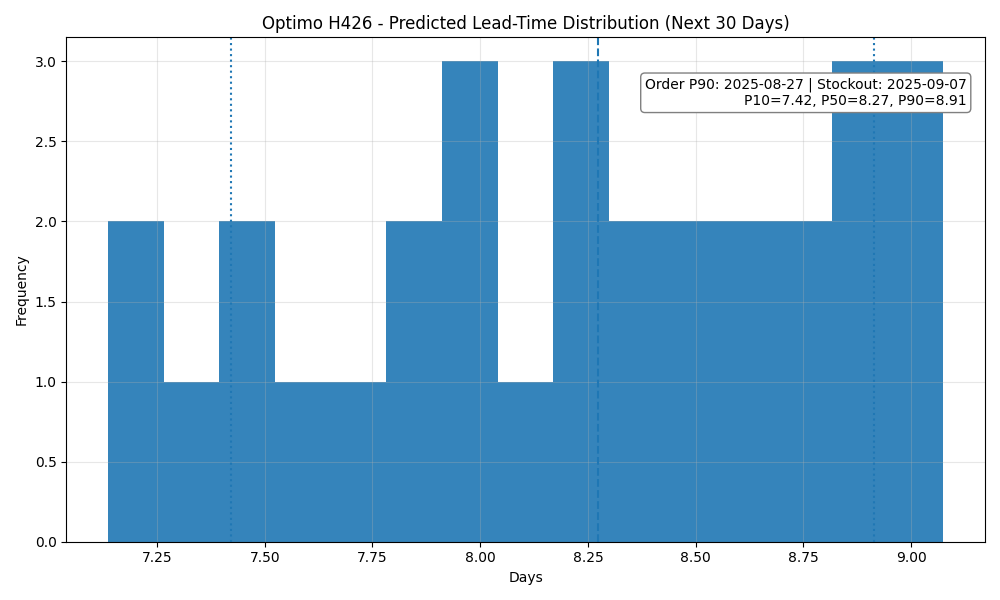 Optimo H426 - Predicted Lead-Time Distribution (Next 30 Days)
Order P90: 2025-08-27 | Stockout: 2025-09-07
P10=7.42, P50=8.27, P90=8.91
Frequency
3.0
2.5
2.0
1.5
1.0
0.5
0.0
7.25 7.50 7.75 8.00 8.25 8.50 8.75 9.00
Days